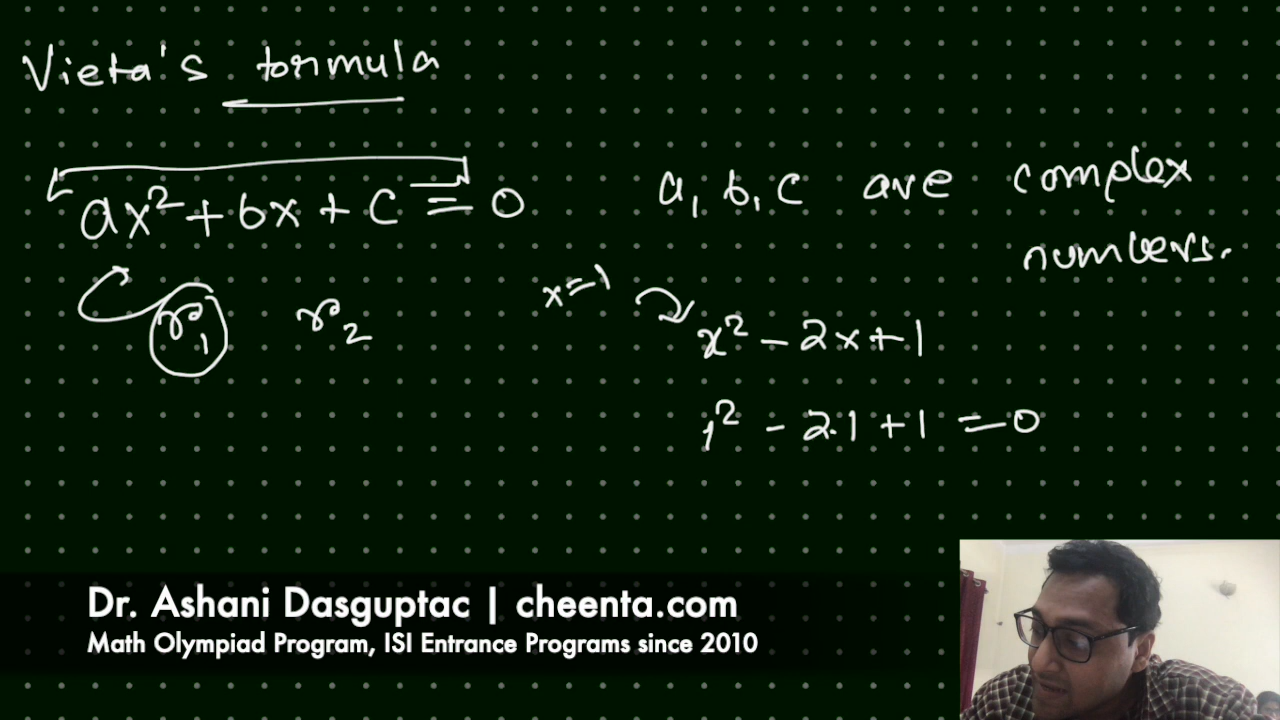 Vieta's formula
ax² + bx + c = 0
a, b, c are complex
numbers.
r₁ r₂
x=1
x² - 2x + 1
1² - 2.1 + 1 = 0
Dr. Ashani Dasguptac | cheenta.com
Math Olympiad Program, ISI Entrance Programs since 2010